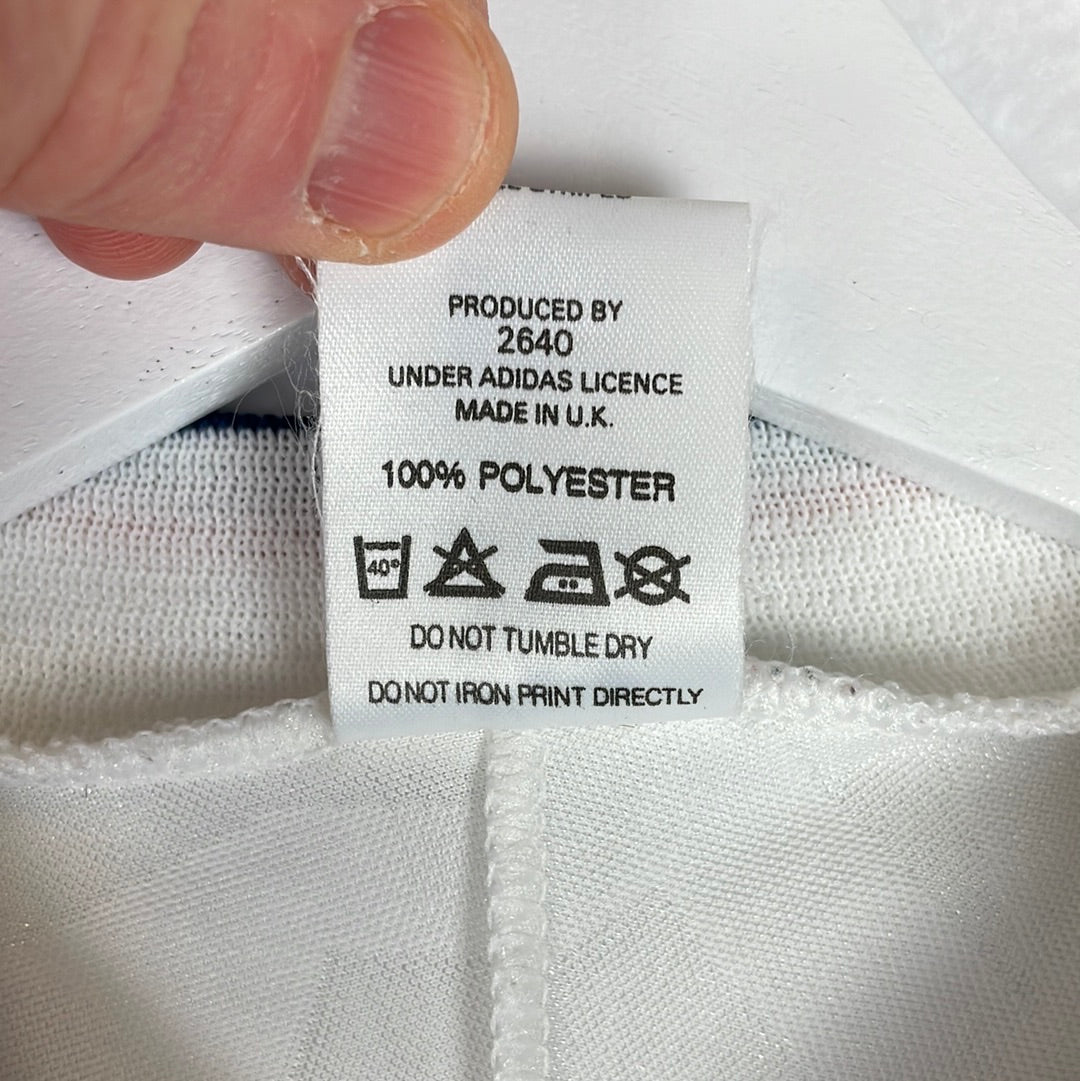 PRODUCED BY
2640
UNDER ADIDAS LICENCE
MADE IN U.K.
100% POLYESTER
40°
DO NOT TUMBLE DRY
DO NOT IRON PRINT DIRECTLY